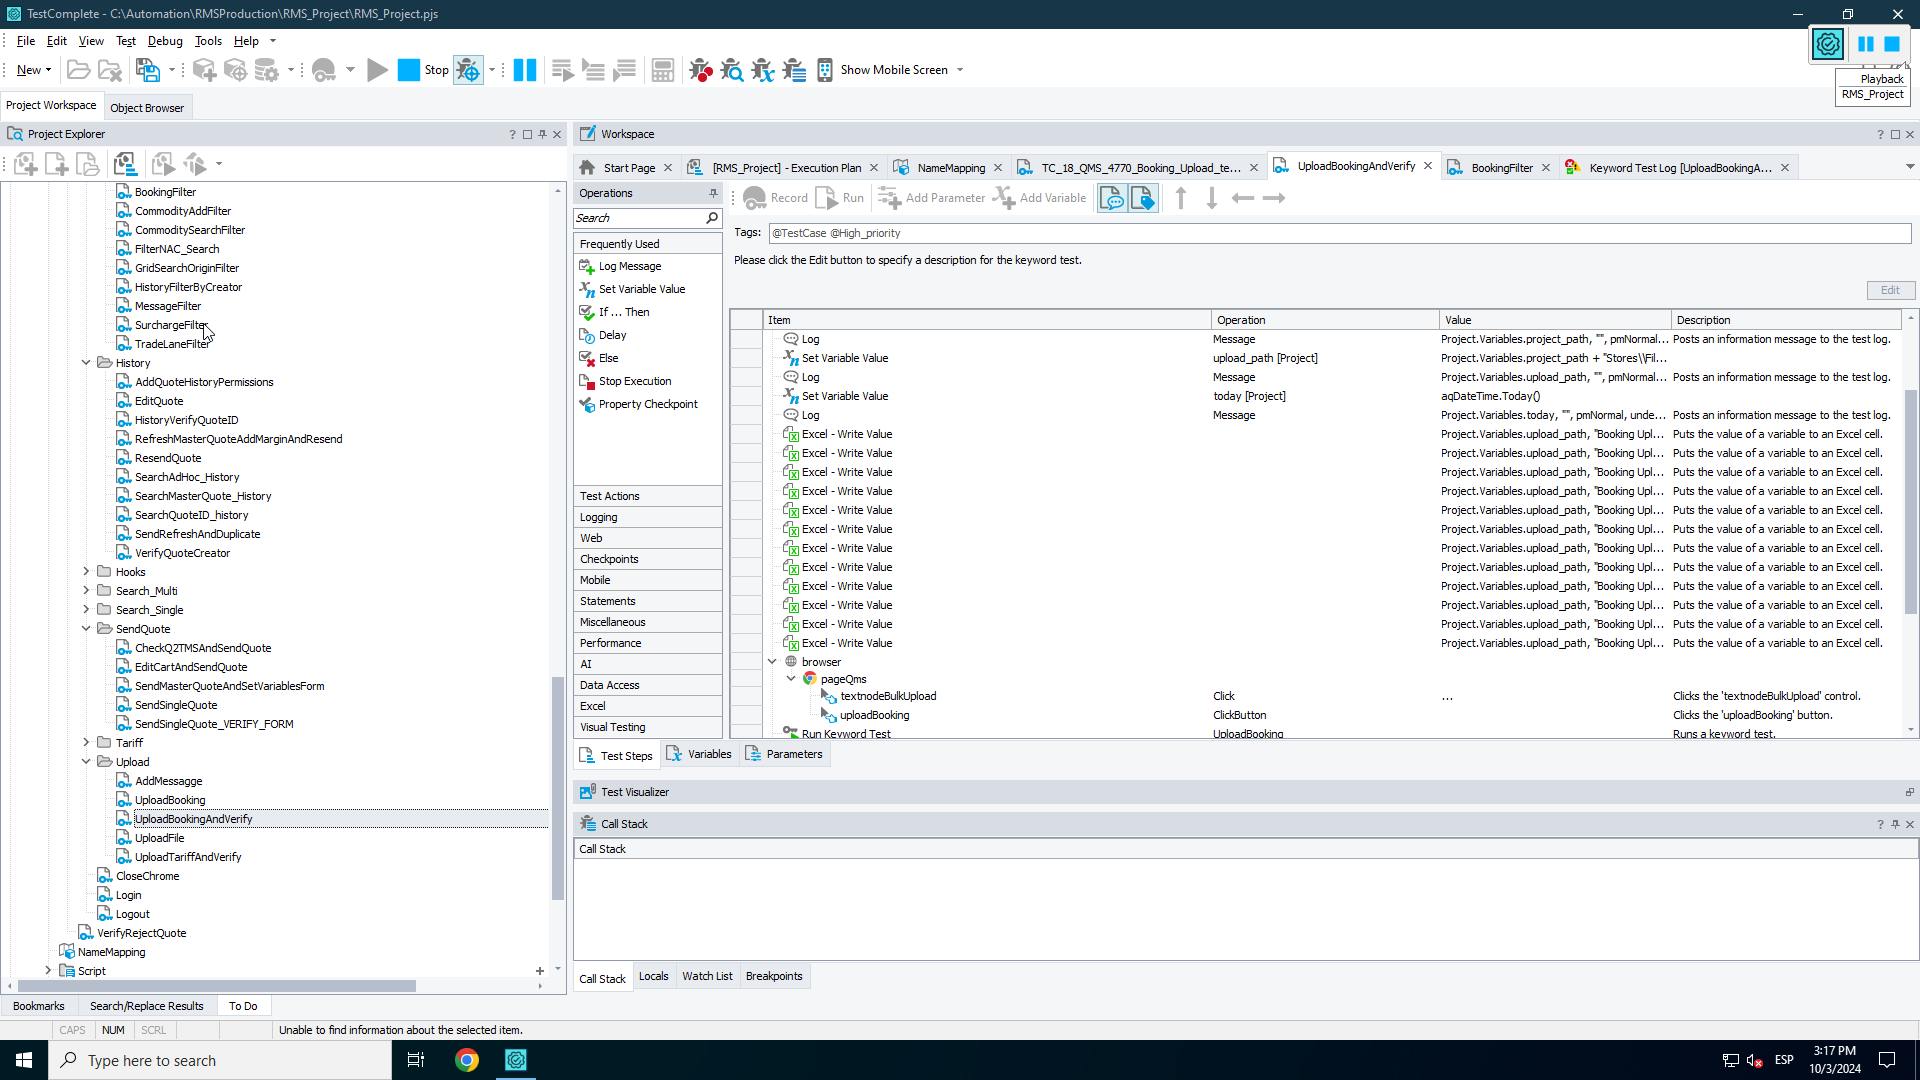 TestComplete - C:\Automation\RMSProduction\RMS_Project\RMS_Project.pjs
File Edit View Test Debug Tools Help
New Stop Show Mobile Screen
Playback
RMS_Project
Project Workspace Object Browser
Project Explorer
BookingFilter
CommodityAddFilter
CommoditySearchFilter
FilterNAC_Search
GridSearchOriginFilter
HistoryFilterByCreator
MessageFilter
SurchargeFilter
TradeLaneFilter
History
AddQuoteHistoryPermissions
EditQuote
HistoryVerifyQuoteID
RefreshMasterQuoteAddMarginAndResend
ResendQuote
SearchAdHoc_History
SearchMasterQuote_History
SearchQuoteID_history
SendRefreshAndDuplicate
VerifyQuoteCreator
Hooks
Search_Multi
Search_Single
SendQuote
CheckQ2TMSAndSendQuote
EditCartAndSendQuote
SendMasterQuoteAndSetVariablesForm
SendSingleQuote
SendSingleQuote_VERIFY_FORM
Tariff
Upload
AddMessagge
UploadBooking
UploadBookingAndVerify
UploadFile
UploadTariffAndVerify
CloseChrome
Login
Logout
VerifyRejectQuote
NameMapping
Script
Workspace
Start Page [RMS_Project] - Execution Plan NameMapping TC_18_QMS_4770_Booking_Upload_te... UploadBookingAndVerify BookingFilter Keyword Test Log [UploadBookingA...
Operations
Search
Frequently Used
Log Message
Set Variable Value
If ... Then
Delay
Else
Stop Execution
Property Checkpoint
Test Actions
Logging
Web
Checkpoints
Mobile
Statements
Miscellaneous
Performance
AI
Data Access
Excel
Visual Testing
Record Run Add Parameter Add Variable
Tags: @TestCase @High_priority
Please click the Edit button to specify a description for the keyword test.
Edit
Item Operation Value Description
Log Message Project.Variables.project_path, "", pmNormal... Posts an information message to the test log.
Set Variable Value upload_path [Project] Project.Variables.project_path + "Stores\\Fil...
Log Message Project.Variables.upload_path, "", pmNormal... Posts an information message to the test log.
Set Variable Value today [Project] aqDateTime.Today()
Log Message Project.Variables.today, "", pmNormal, unde... Posts an information message to the test log.
Excel - Write Value Project.Variables.upload_path, "Booking Upl... Puts the value of a variable to an Excel cell.
Excel - Write Value Project.Variables.upload_path, "Booking Upl... Puts the value of a variable to an Excel cell.
Excel - Write Value Project.Variables.upload_path, "Booking Upl... Puts the value of a variable to an Excel cell.
Excel - Write Value Project.Variables.upload_path, "Booking Upl... Puts the value of a variable to an Excel cell.
Excel - Write Value Project.Variables.upload_path, "Booking Upl... Puts the value of a variable to an Excel cell.
Excel - Write Value Project.Variables.upload_path, "Booking Upl... Puts the value of a variable to an Excel cell.
Excel - Write Value Project.Variables.upload_path, "Booking Upl... Puts the value of a variable to an Excel cell.
Excel - Write Value Project.Variables.upload_path, "Booking Upl... Puts the value of a variable to an Excel cell.
Excel - Write Value Project.Variables.upload_path, "Booking Upl... Puts the value of a variable to an Excel cell.
Excel - Write Value Project.Variables.upload_path, "Booking Upl... Puts the value of a variable to an Excel cell.
Excel - Write Value Project.Variables.upload_path, "Booking Upl... Puts the value of a variable to an Excel cell.
Excel - Write Value Project.Variables.upload_path, "Booking Upl... Puts the value of a variable to an Excel cell.
browser
pageQms
textnodeBulkUpload Click ... Clicks the 'textnodeBulkUpload' control.
uploadBooking ClickButton Clicks the 'uploadBooking' button.
Run Keyword Test UploadBooking Runs a keyword test.
Test Steps Variables Parameters
Test Visualizer
Call Stack
Call Stack
Call Stack Locals Watch List Breakpoints
Bookmarks Search/Replace Results To Do
CAPS NUM SCRL Unable to find information about the selected item.
Type here to search
ESP
3:17 PM
10/3/2024